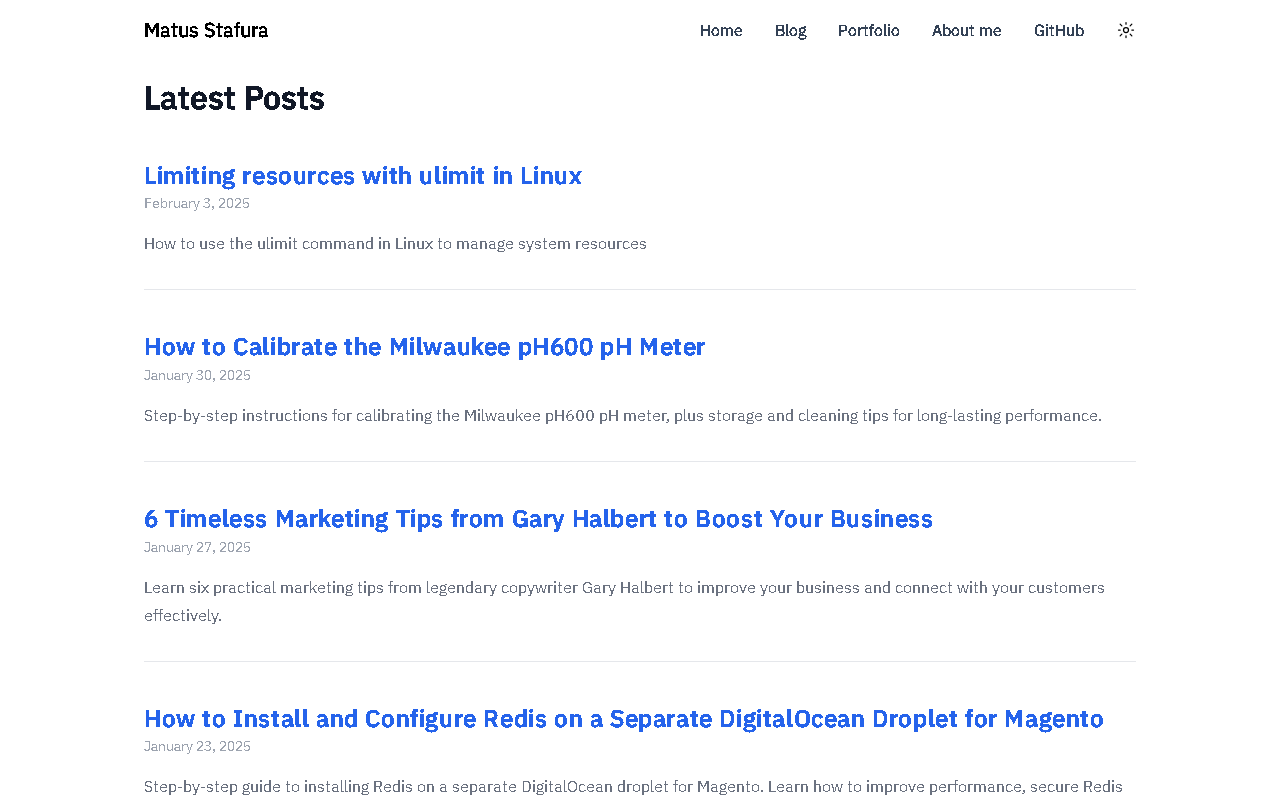 Matus Stafura
Home Blog Portfolio About me GitHub
Latest Posts
Limiting resources with ulimit in Linux
February 3, 2025
How to use the ulimit command in Linux to manage system resources
How to Calibrate the Milwaukee pH600 pH Meter
January 30, 2025
Step-by-step instructions for calibrating the Milwaukee pH600 pH meter, plus storage and cleaning tips for long-lasting performance.
6 Timeless Marketing Tips from Gary Halbert to Boost Your Business
January 27, 2025
Learn six practical marketing tips from legendary copywriter Gary Halbert to improve your business and connect with your customers
effectively.
How to Install and Configure Redis on a Separate DigitalOcean Droplet for Magento
January 23, 2025
Step-by-step guide to installing Redis on a separate DigitalOcean droplet for Magento. Learn how to improve performance, secure Redis